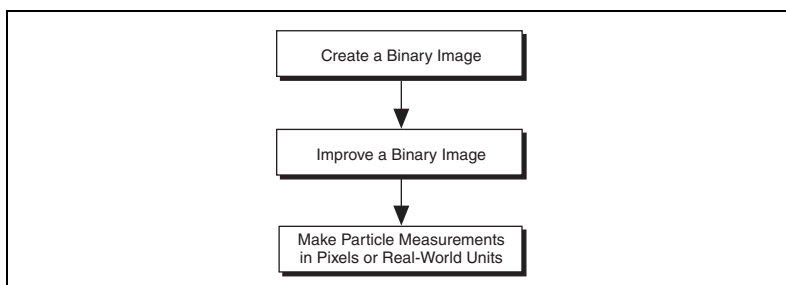 Create a Binary Image
Improve a Binary Image
Make Particle Measurements
in Pixels or Real-World Units